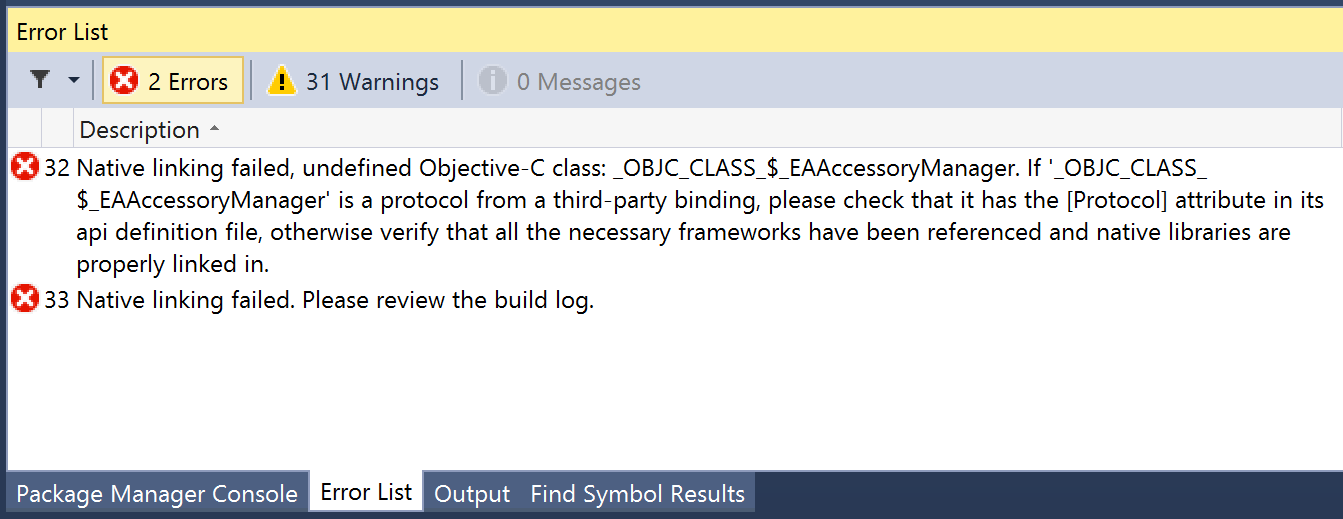 Error List
2 Errors 31 Warnings 0 Messages
Description
32 Native linking failed, undefined Objective-C class: _OBJC_CLASS_$_EAAccessoryManager. If '_OBJC_CLASS_
$_EAAccessoryManager' is a protocol from a third-party binding, please check that it has the [Protocol] attribute in its
api definition file, otherwise verify that all the necessary frameworks have been referenced and native libraries are
properly linked in.
33 Native linking failed. Please review the build log.
Package Manager Console Error List Output Find Symbol Results